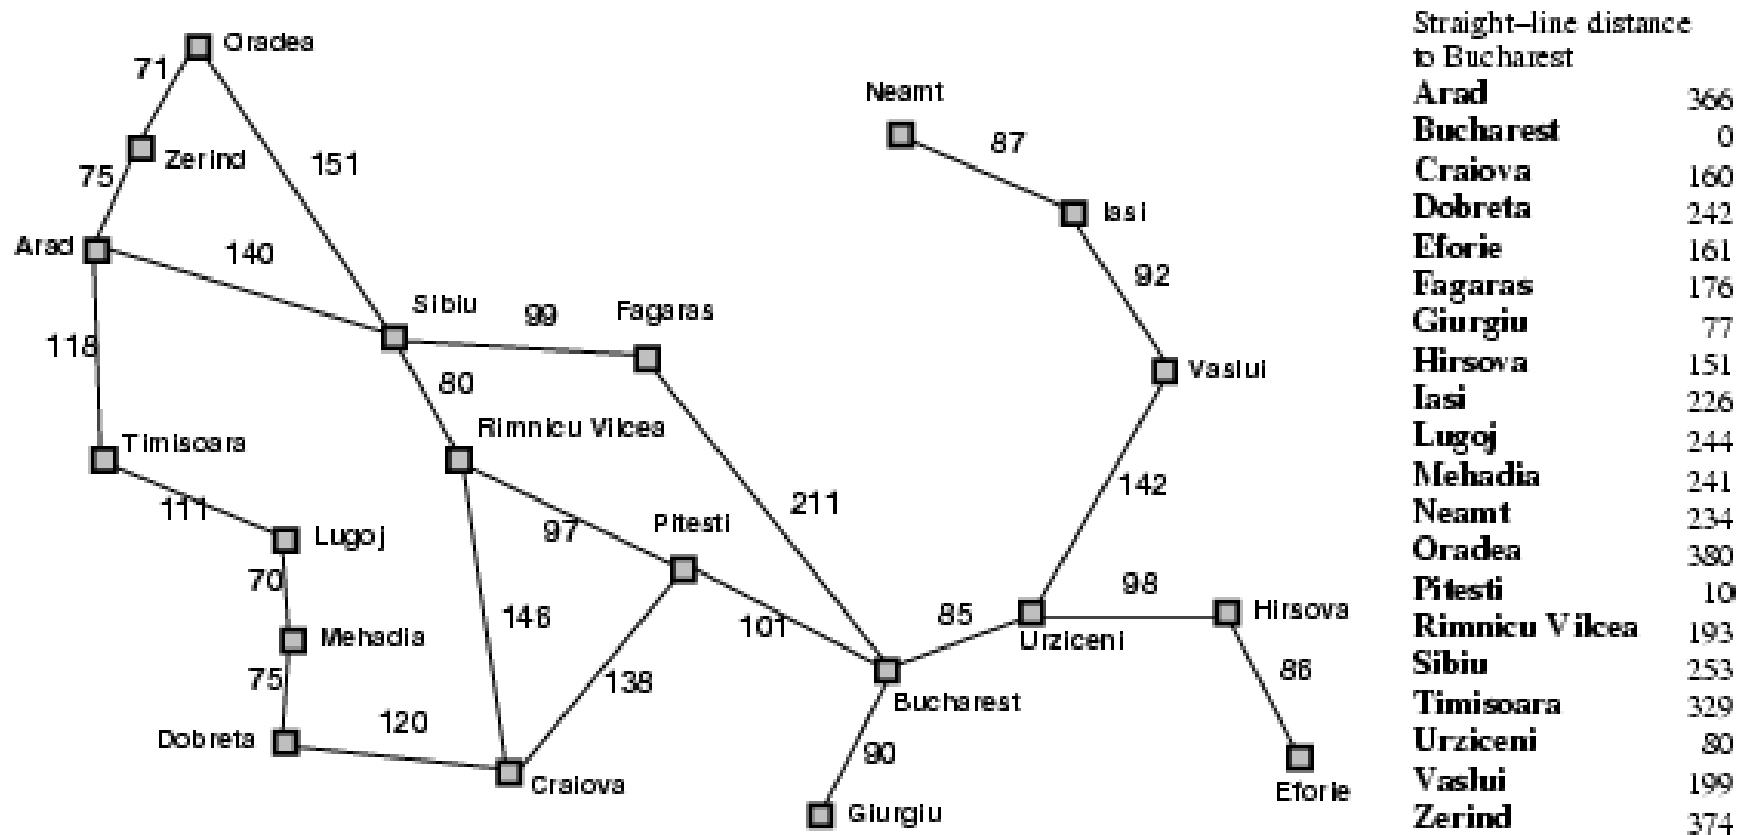 Oradea
71
Neamt
87
Zerind
151
75
Iasi
Arad
140
92
Sibiu
99
Fagaras
118
80
Vaslui
Timisoara
Rimnicu Vilcea
111
211
142
Lugoj
97
Pitesti
70
98
Mehadia
146
101
85
Urziceni
Hirsova
75
138
86
Bucharest
120
Dobreta
90
Craiova
Giurgiu
Eforie
Straight–line distance
to Bucharest
Arad 366
Bucharest 0
Craiova 160
Dobreta 242
Eforie 161
Fagaras 176
Giurgiu 77
Hirsova 151
Iasi 226
Lugoj 244
Mehadia 241
Neamt 234
Oradea 380
Pitesti 10
Rimnicu Vilcea 193
Sibiu 253
Timisoara 329
Urziceni 80
Vaslui 199
Zerind 374